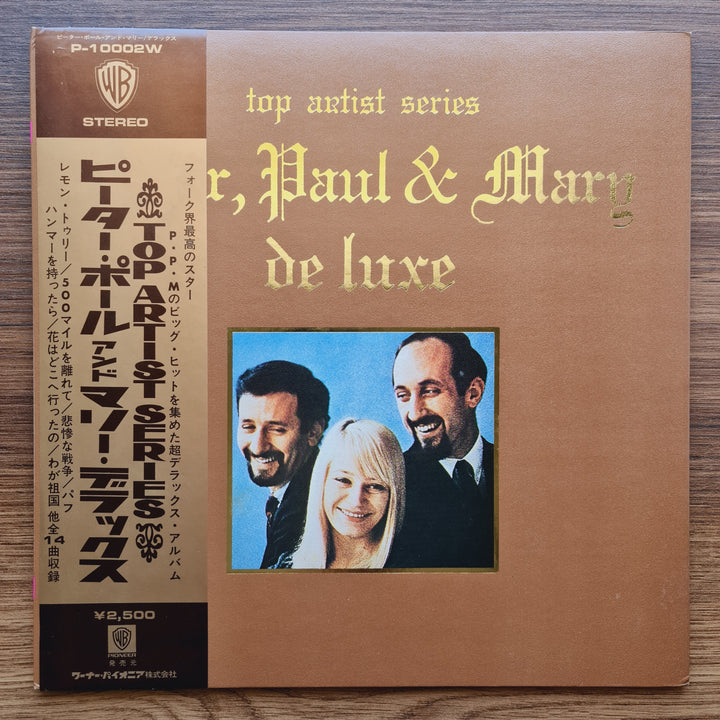 ピーター・ポール・アンド・マリー/デラックス
P-10002W
WB
STEREO
フォーク界最高のスター
P・P・Mのビッグ・ヒットを集めた超デラックス・アルバム
TOP ARTIST SERIES
ピーター・ポール アンド マリー・デラックス
レモン・トゥリー/500マイルを離れて/悲惨な戦争/パフ
ハンマーを持ったら/花はどこへ行ったの/わが祖国 他全14曲収録
¥2,500
WB
PIONEER
発売元
ワーナー・パイオニア株式会社
top artist series
r, Paul & Mary
de luxe